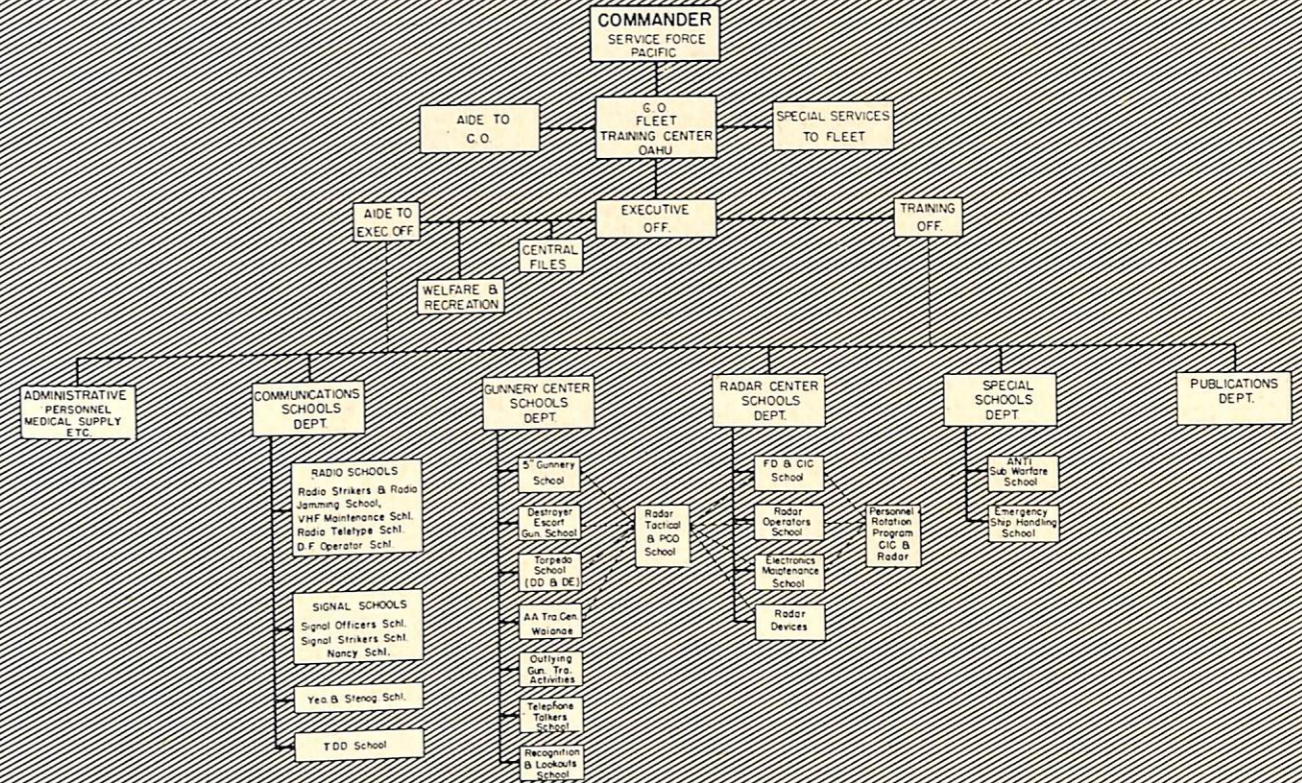 COMMANDER
SERVICE FORCE
PACIFIC
AIDE TO
C.O.
C.O
FLEET
TRAINING CENTER
OAHU
SPECIAL SERVICES
TO FLEET
AIDE TO
EXEC OFF.
EXECUTIVE
OFF.
TRAINING
OFF.
CENTRAL
FILES
WELFARE &
RECREATION
ADMINISTRATIVE
PERSONNEL
MEDICAL SUPPLY
ETC.
COMMUNICATIONS
SCHOOLS
DEPT.
GUNNERY CENTER
SCHOOLS
DEPT.
RADAR CENTER
SCHOOLS
DEPT.
SPECIAL
SCHOOLS
DEPT.
PUBLICATIONS
DEPT.
RADIO SCHOOLS
Radio Strikers & Radio
Jamming School,
VHF Maintenance Schl.
Radio Teletype Schl.
D.F. Operator Schl.
SIGNAL SCHOOLS
Signal Officers Schl.
Signal Strikers Schl.
Nancy Schl.
Yeo. & Stenog. Schl.
TDD School
5" Gunnery
School
Destroyer
Escort
Gun. School
Torpedo
School
(DD & DE)
AA Tra. Cen.
Waianae
Outlying
Gun. Tra.
Activities
Telephone
Talkers
School
Recognition
& Lookouts
School
Radar
Tactical
& PCO
School
FD & CIC
School
Radar
Operators
School
Electronics
Maintenance
School
Radar
Devices
Personnel
Rotation
Program
CIC &
Radar
ANTI
Sub Warfare
School
Emergency
Ship Handling
School